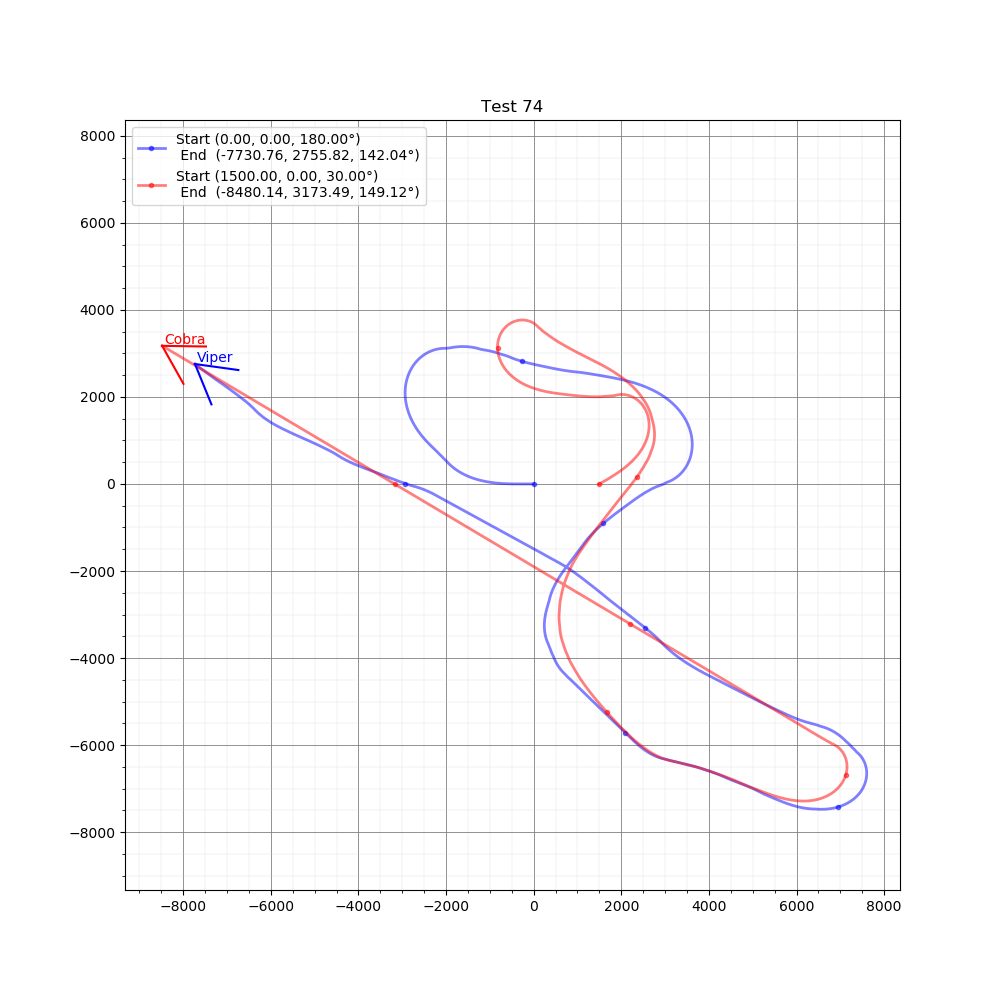 Test 74
Start (0.00, 0.00, 180.00°)
End (-7730.76, 2755.82, 142.04°)
Start (1500.00, 0.00, 30.00°)
End (-8480.14, 3173.49, 149.12°)
8000
6000
4000
2000
0
−2000
−4000
−6000
−8000
Cobra
Viper
−8000 −6000 −4000 −2000 0 2000 4000 6000 8000